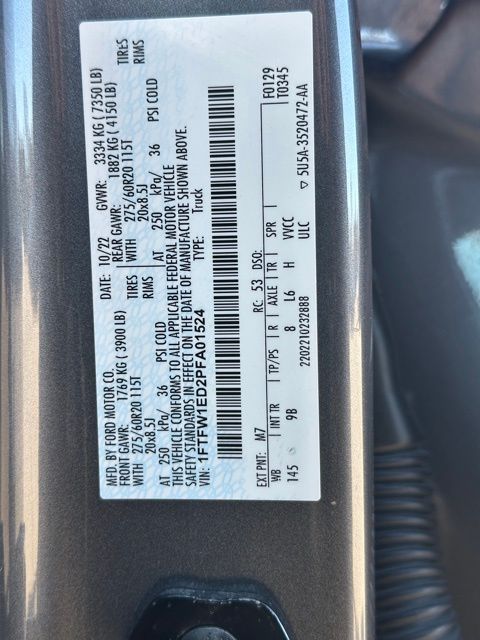 MFD. BY FORD MOTOR CO. DATE: 10/22 GVWR: 3334 KG ( 7350 LB)
FRONT GAWR: 1769 KG ( 3900 LB) REAR GAWR: 1882 KG ( 4150 LB)
WITH 275/60R20 115T TIRES WITH 275/60R20 115T TIRES
20x8.5J RIMS 20x8.5J RIMS
AT 250 kPa/ 36 PSI COLD AT 250 kPa/ 36 PSI COLD
THIS VEHICLE CONFORMS TO ALL APPLICABLE FEDERAL MOTOR VEHICLE
SAFETY STANDARDS IN EFFECT ON THE DATE OF MANUFACTURE SHOWN ABOVE.
VIN: 1FTFW1ED2PFA01524 TYPE: Truck
EXT PNT: M7 RC: 53 DSO: F0129
WB INT TR TP/PS R AXLE TR SPR T0345
145 9B 8 L6 H VVCC
2202210232888 ULC ▽ 5U5A-3520472-AA